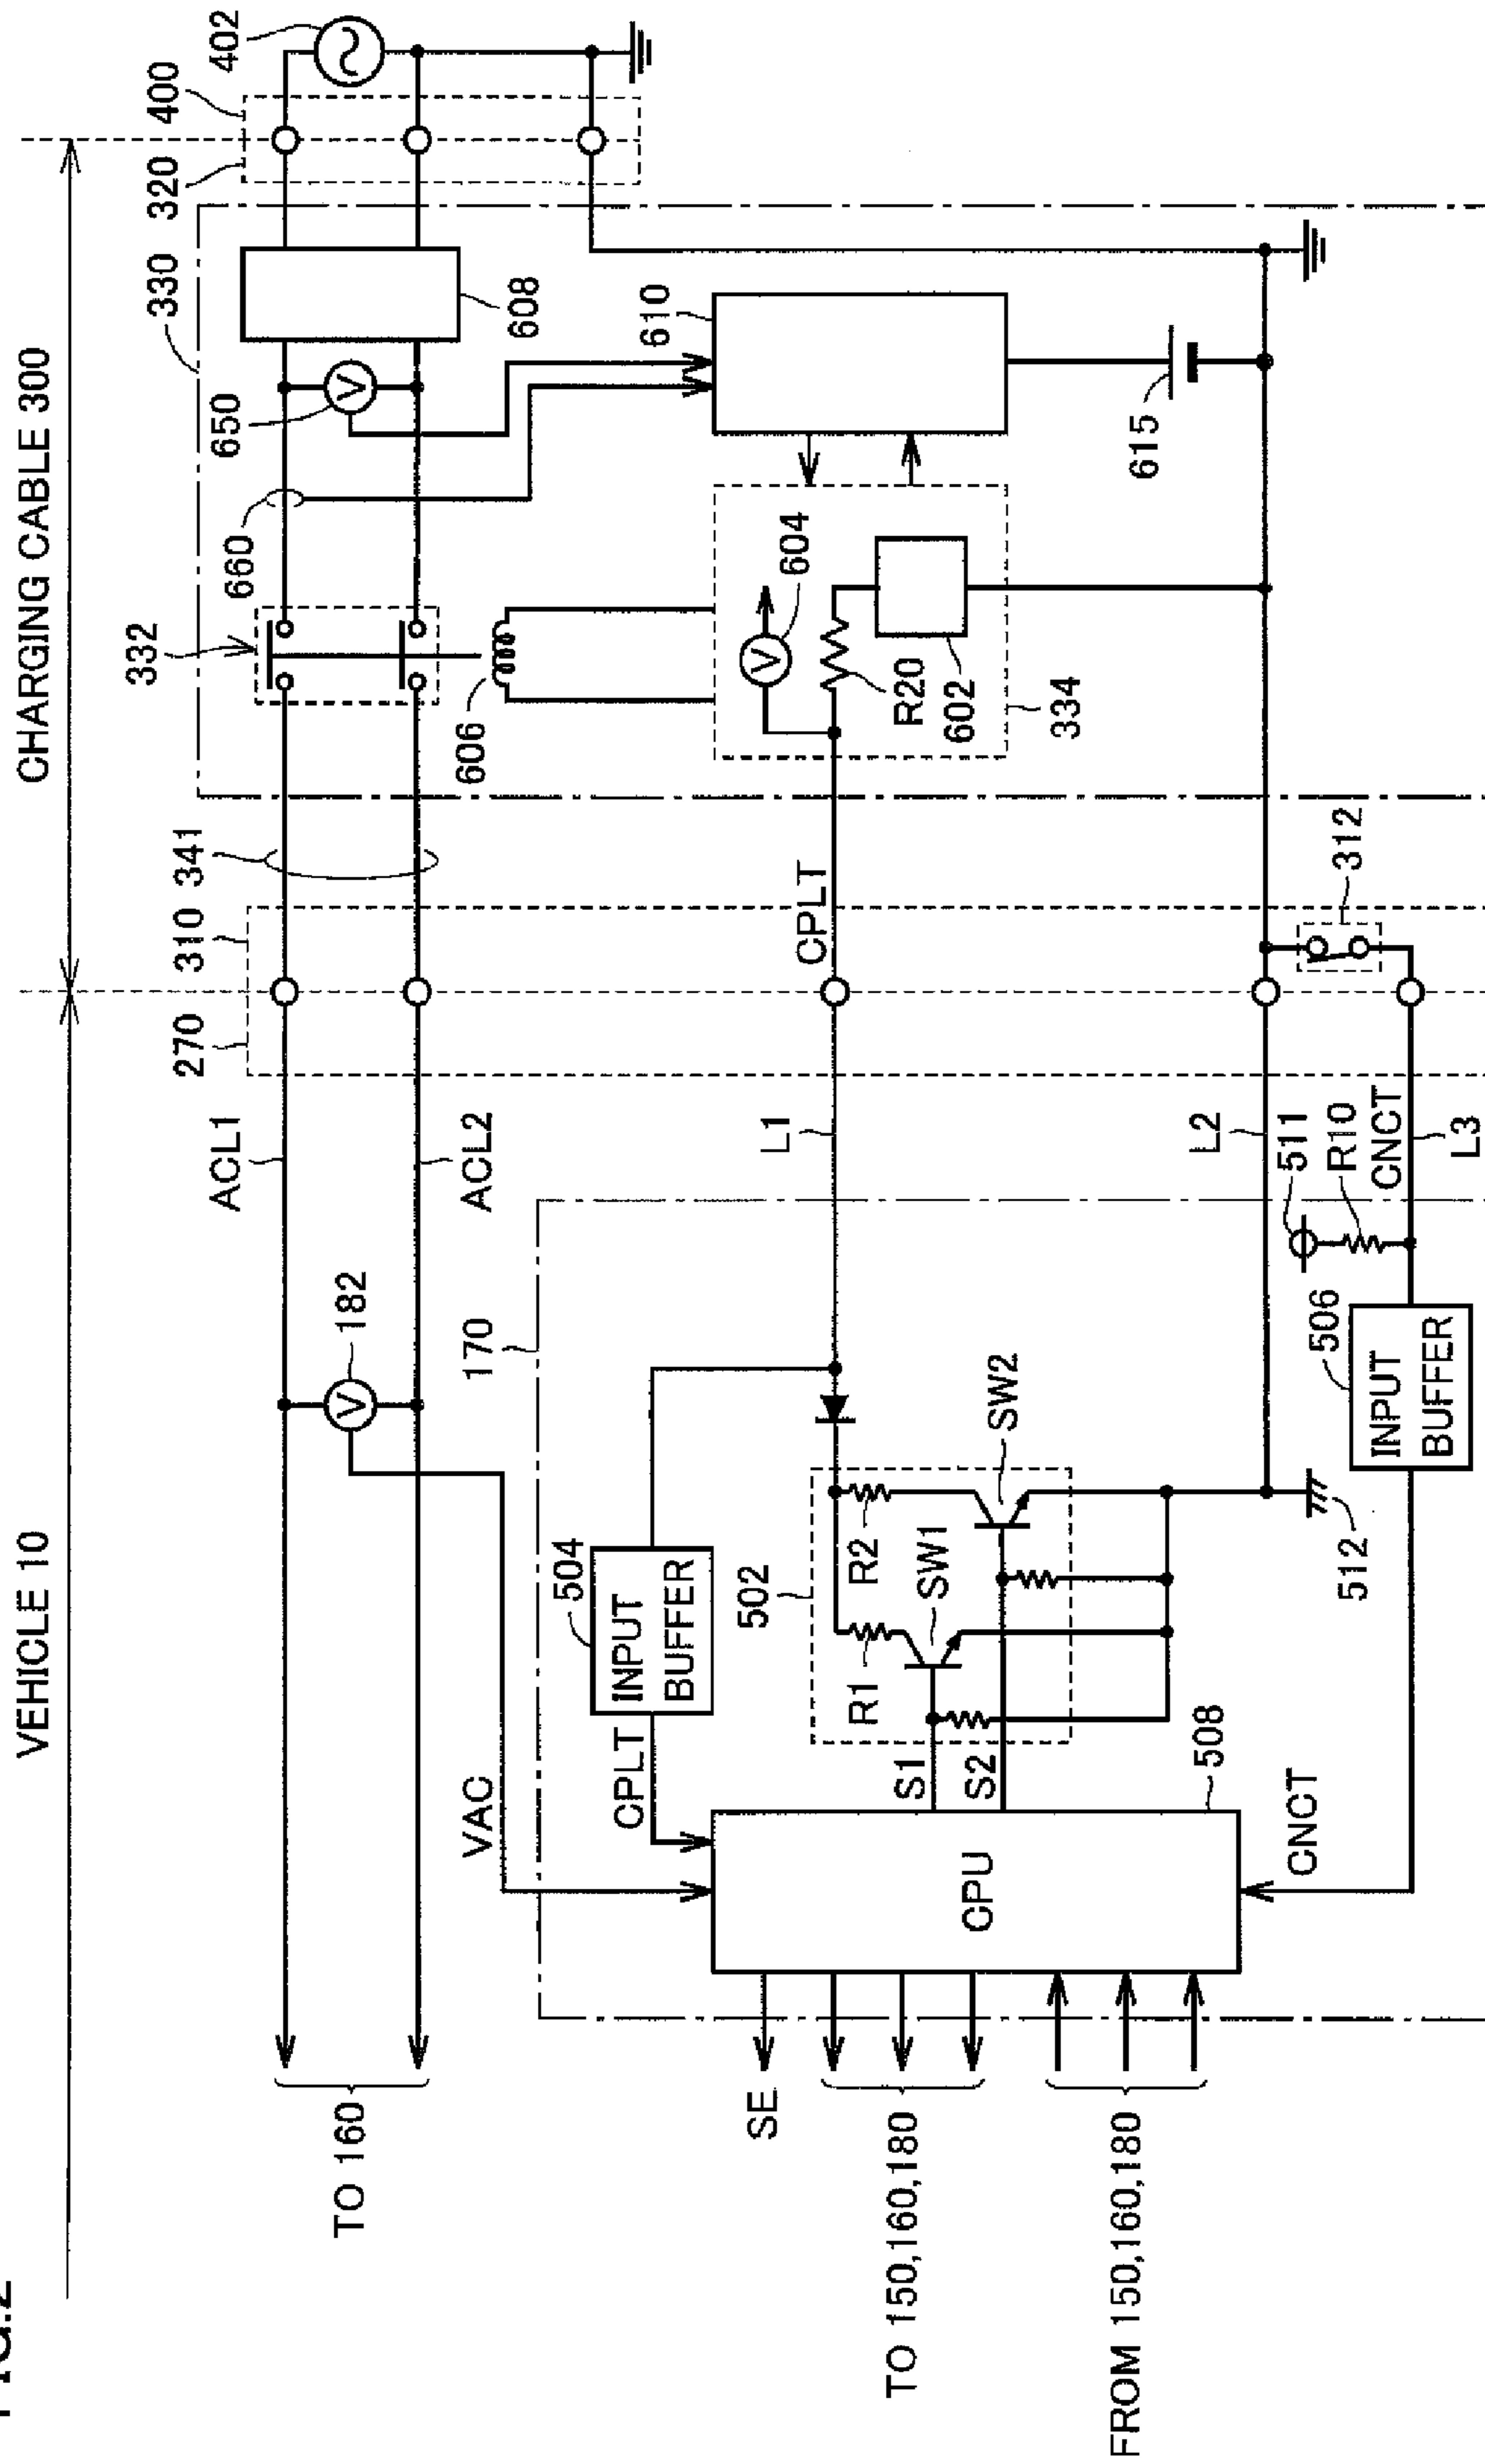 FIG.2
VEHICLE 10
CHARGING CABLE 300
TO 160
ACL1
ACL2
182
VAC
270
310
341
332
660
650
330
320
400
402
608
606
610
604
R20
602
334
615
170
504
INPUT
BUFFER
CPLT
L1
CPLT
502
R1
R2
SW1
SW2
S1
S2
SE
CPU
508
TO 150,160,180
FROM 150,160,180
L2
511
R10
CNCT
L3
312
512
506
INPUT
BUFFER
CNCT